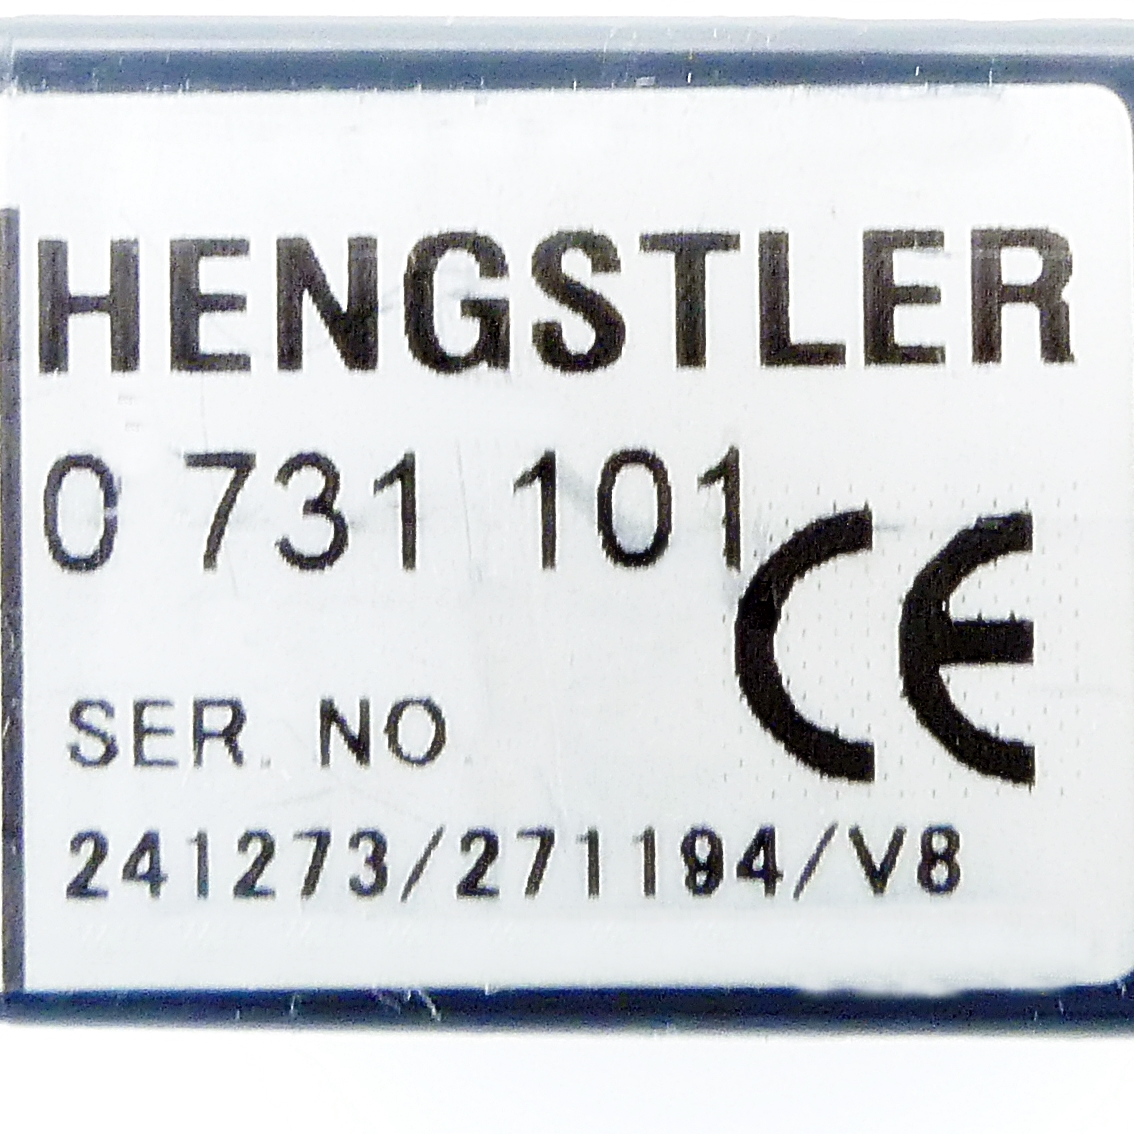 HENGSTLER
0 731 101
CE
SER. NO
241273/271194/V8